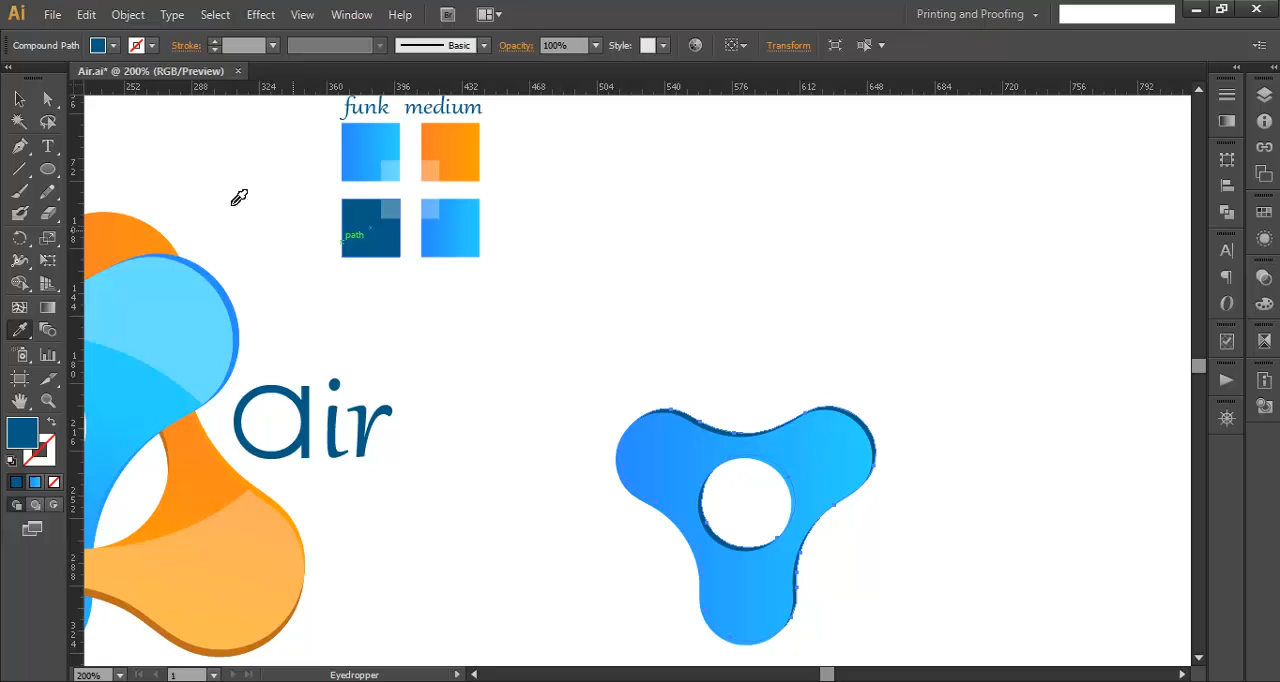 Ai File Edit Object Type Select Effect View Window Help Br Printing and Proofing
Compound Path Stroke: Basic Opacity: 100% Style: Transform
Air.ai* @ 200% (RGB/Preview) ×
252 288 324 360 396 432 468 504 540 576 612 648 684 720 756 792
funk medium
path
air
200% 1 Eyedropper